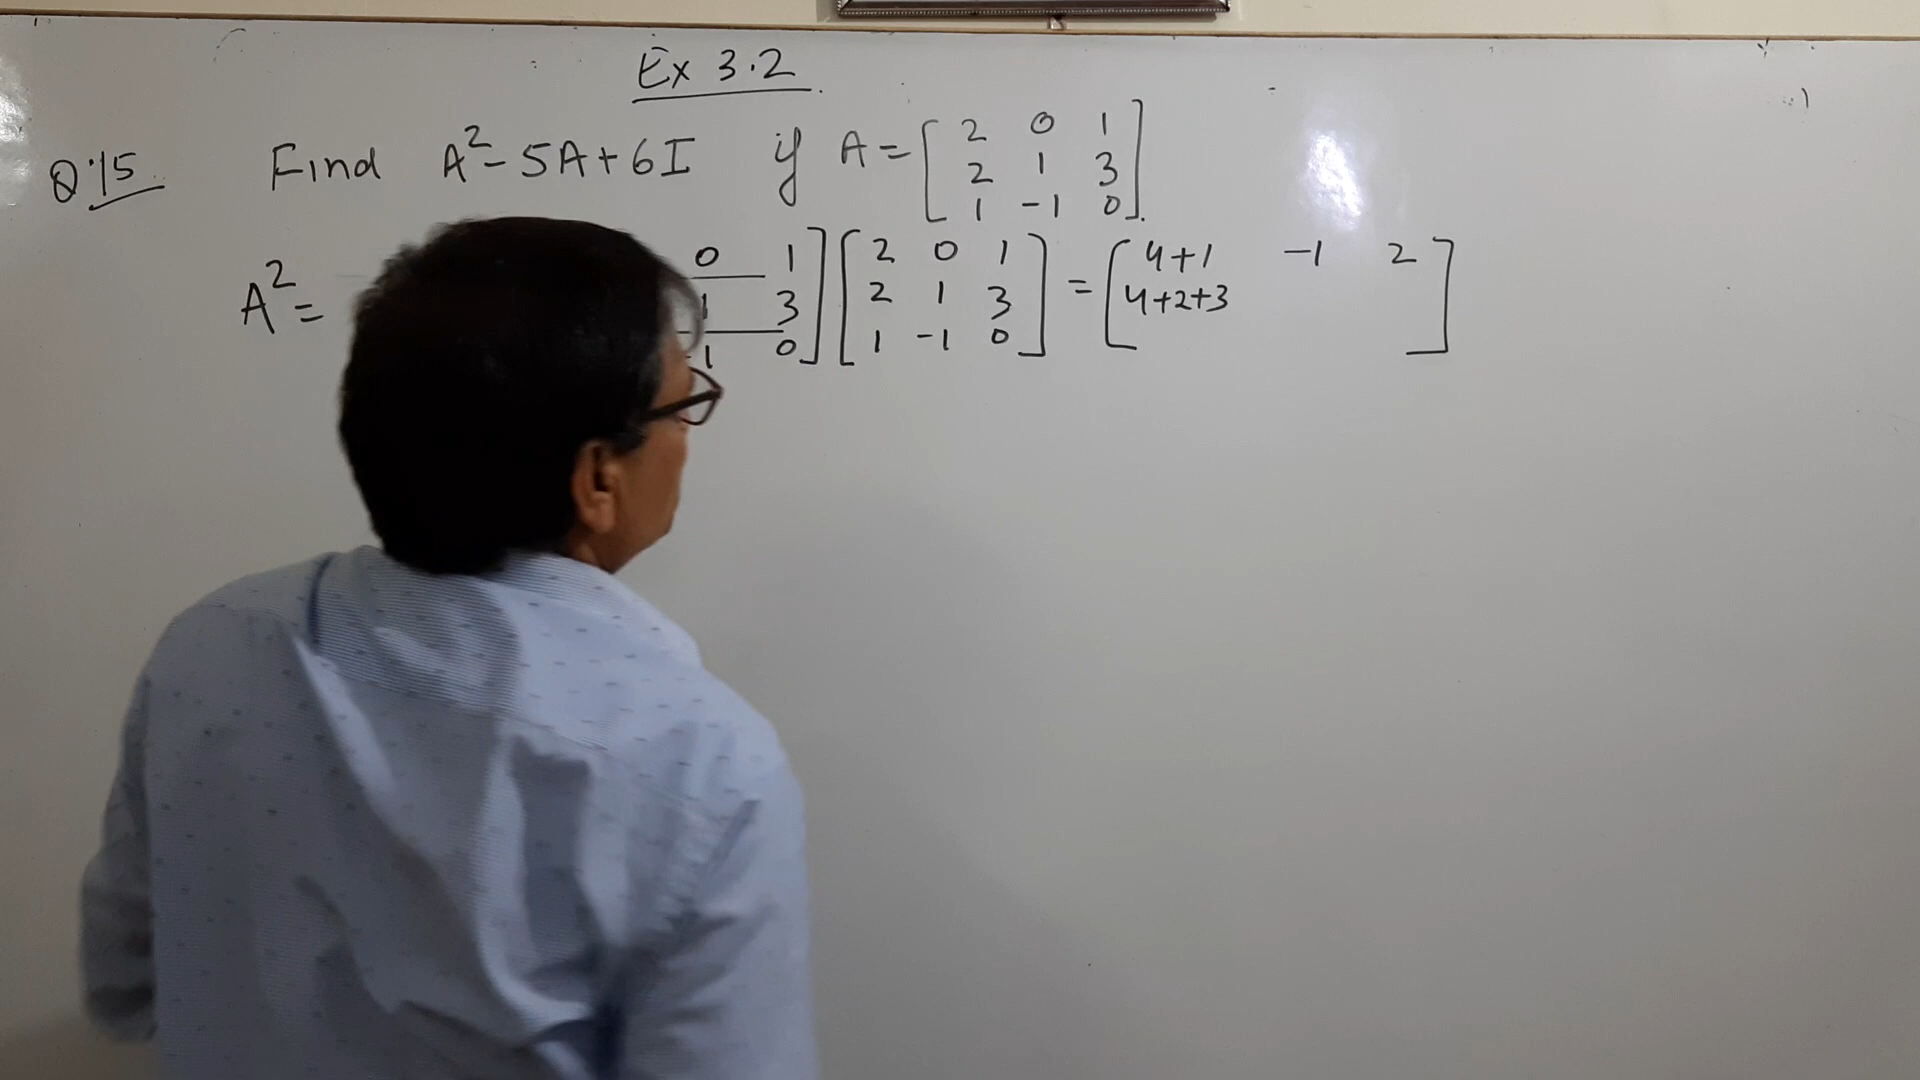 Ex 3.2
Q.15 Find A²-5A+6I if A = [2 0 1
2 1 3
1 -1 0]
A² = 0 1] [2 0 1] = [4+1 -1 2]
1 3 2 1 3 4+2+3
-1 0 1 -1 0